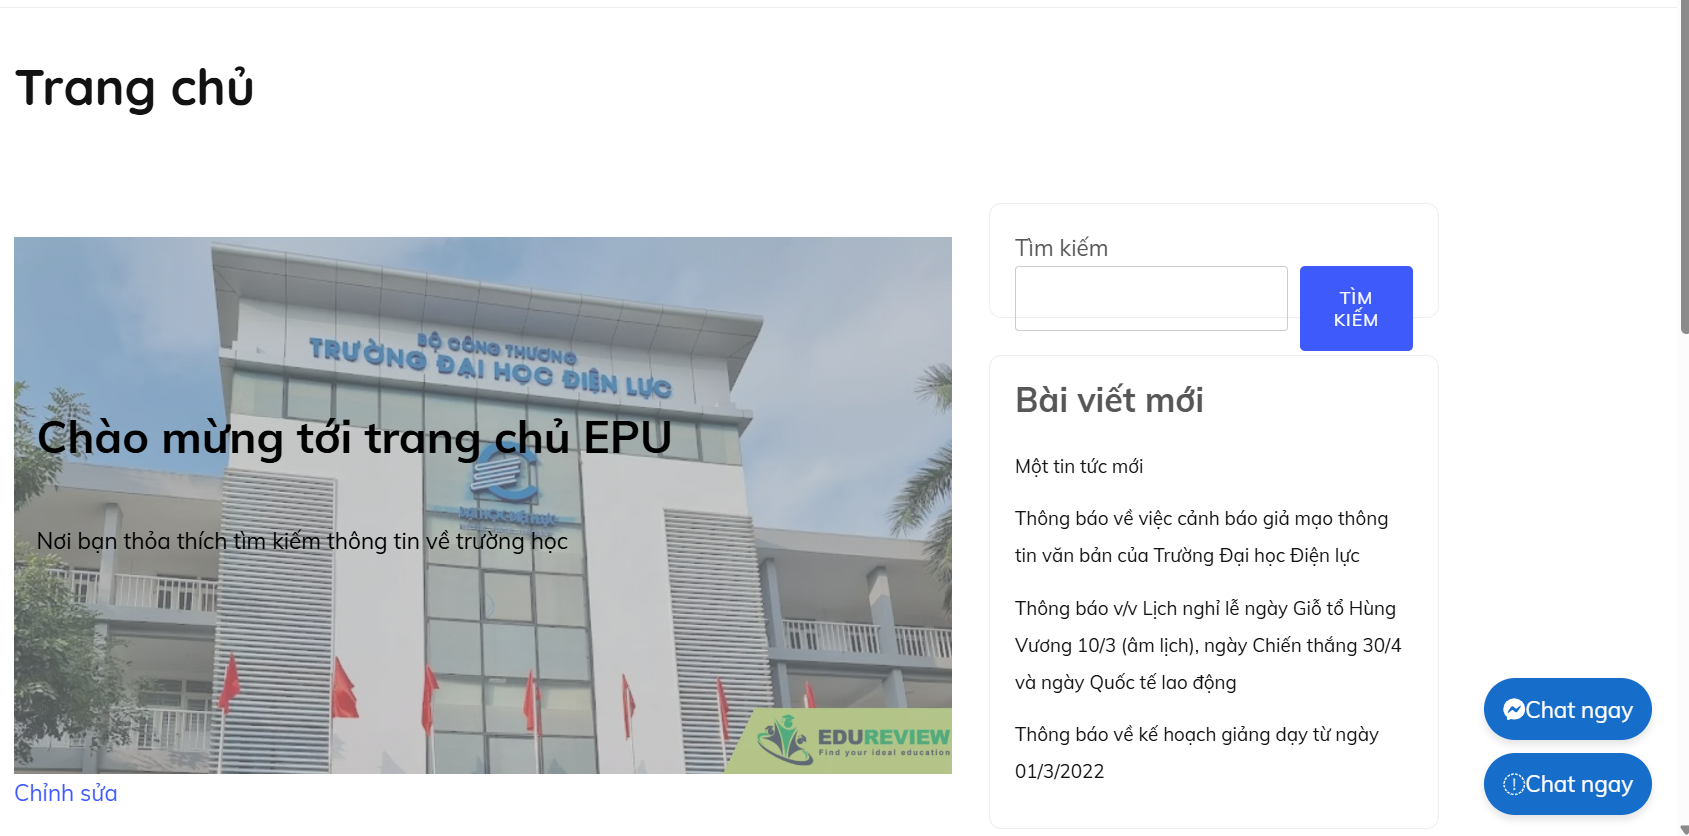 Trang chủ
BỘ CÔNG THƯƠNG
TRƯỜNG ĐẠI HỌC ĐIỆN LỰC
Chào mừng tới trang chủ EPU
ĐẠI HỌC ĐIỆN LỰC
Nơi bạn thỏa thích tìm kiếm thông tin về trường học
EDUREVIEW
Find your ideal education
Chỉnh sửa
Tìm kiếm
TÌM
KIẾM
Bài viết mới
Một tin tức mới
Thông báo về việc cảnh báo giả mạo thông
tin văn bản của Trường Đại học Điện lực
Thông báo v/v Lịch nghỉ lễ ngày Giỗ tổ Hùng
Vương 10/3 (âm lịch), ngày Chiến thắng 30/4
và ngày Quốc tế lao động
Thông báo về kế hoạch giảng dạy từ ngày
01/3/2022
Chat ngay
Chat ngay